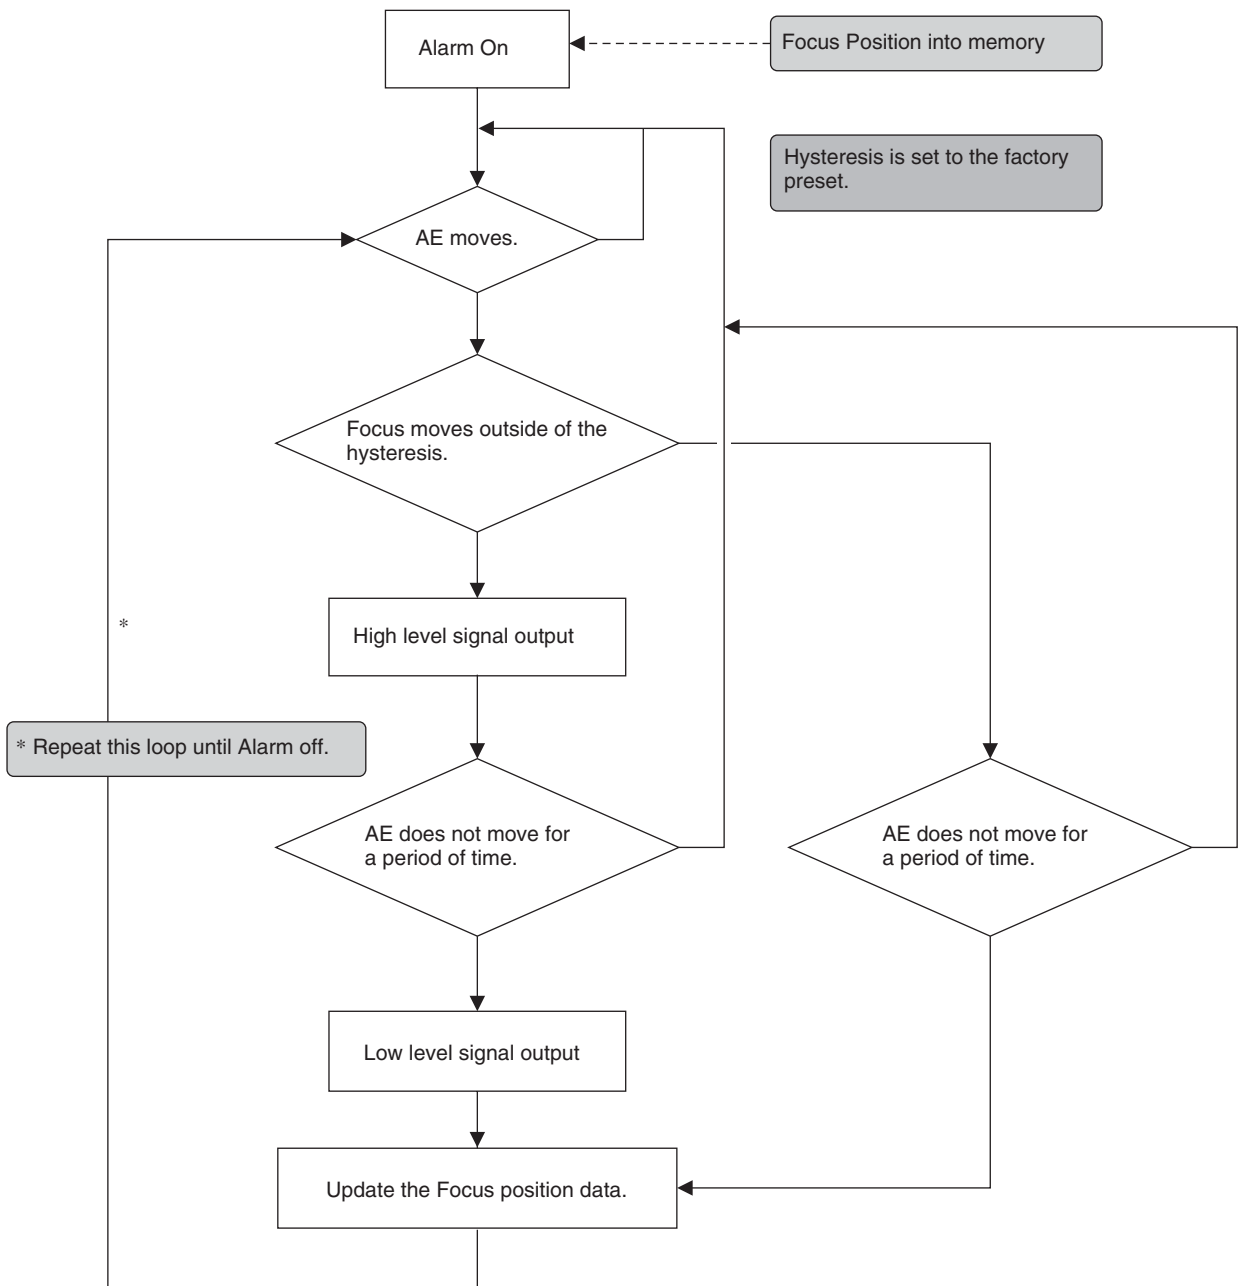 Alarm On
Focus Position into memory
Hysteresis is set to the factory
preset.
AE moves.
Focus moves outside of the
hysteresis.
High level signal output
*
* Repeat this loop until Alarm off.
AE does not move for
a period of time.
AE does not move for
a period of time.
Low level signal output
Update the Focus position data.